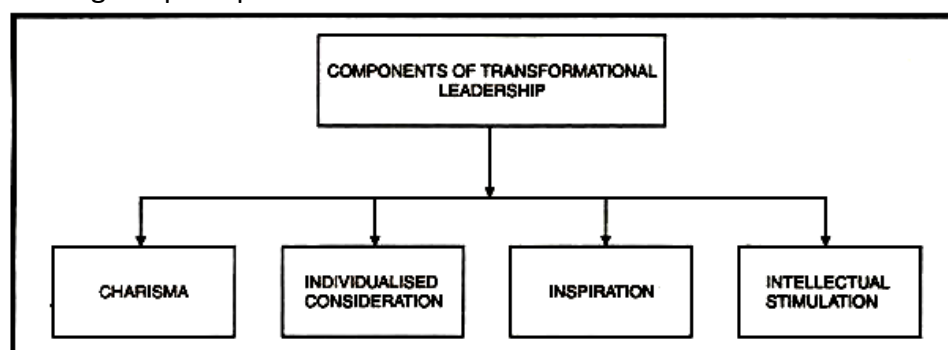 COMPONENTS OF TRANSFORMATIONAL
LEADERSHIP
CHARISMA
INDIVIDUALISED
CONSIDERATION
INSPIRATION
INTELLECTUAL
STIMULATION